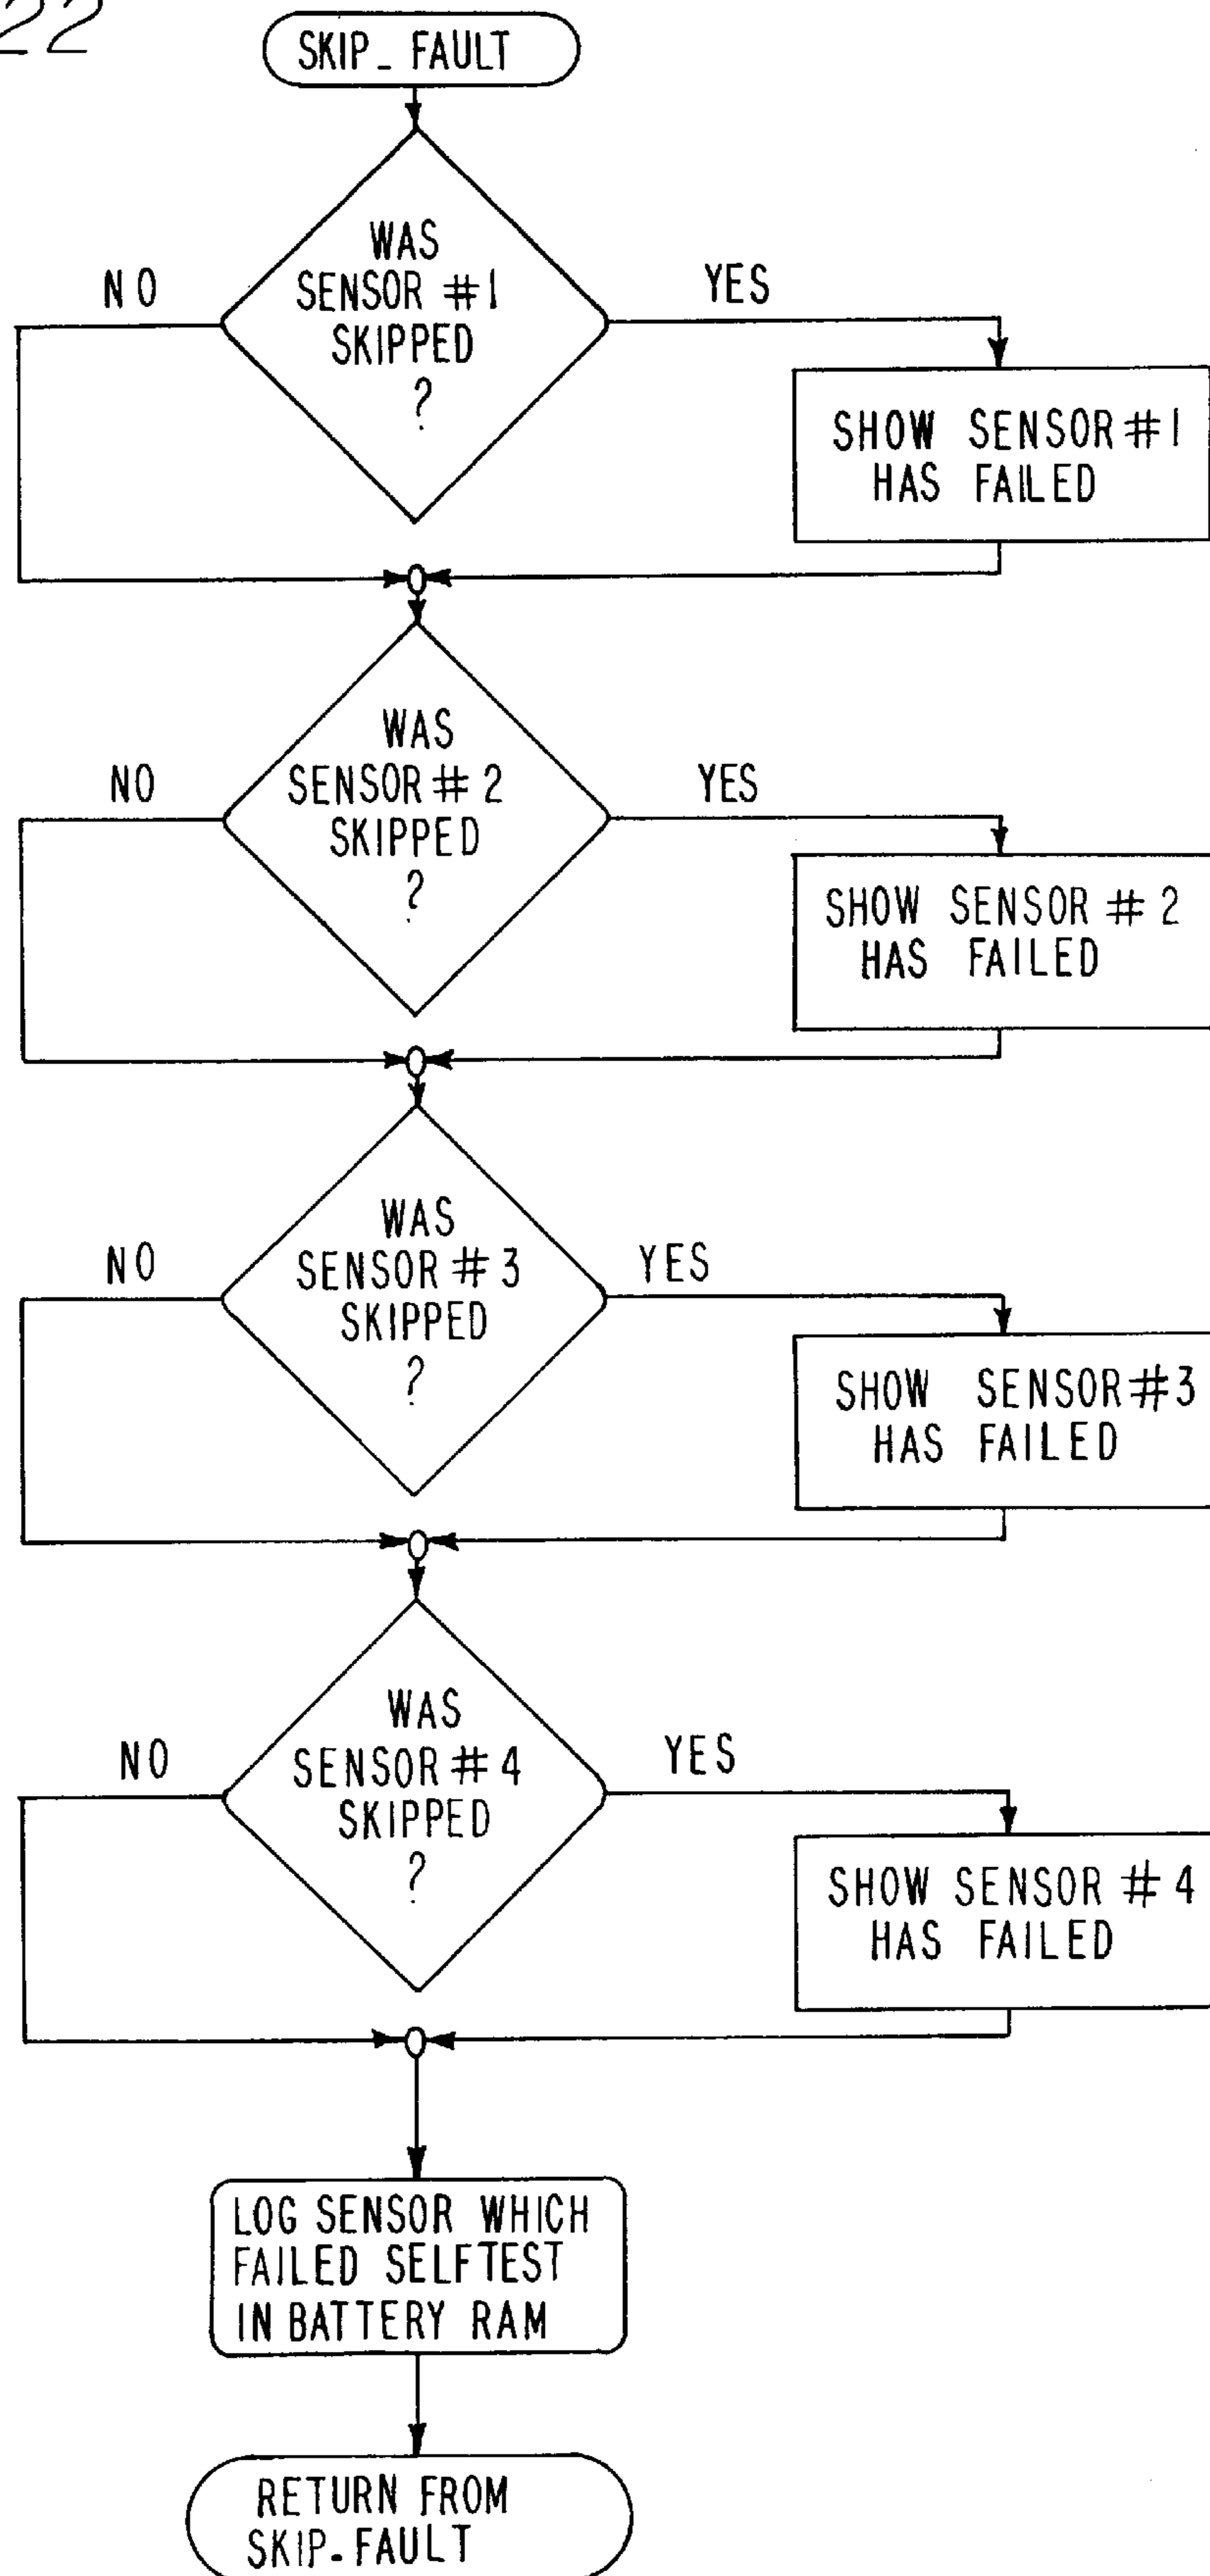 22
SKIP_ FAULT
WAS
SENSOR #1
SKIPPED
?
NO
YES
SHOW SENSOR #1
HAS FAILED
WAS
SENSOR # 2
SKIPPED
?
NO
YES
SHOW SENSOR # 2
HAS FAILED
WAS
SENSOR # 3
SKIPPED
?
NO
YES
SHOW SENSOR #3
HAS FAILED
WAS
SENSOR # 4
SKIPPED
?
NO
YES
SHOW SENSOR # 4
HAS FAILED
LOG SENSOR WHICH
FAILED SELFTEST
IN BATTERY RAM
RETURN FROM
SKIP_FAULT